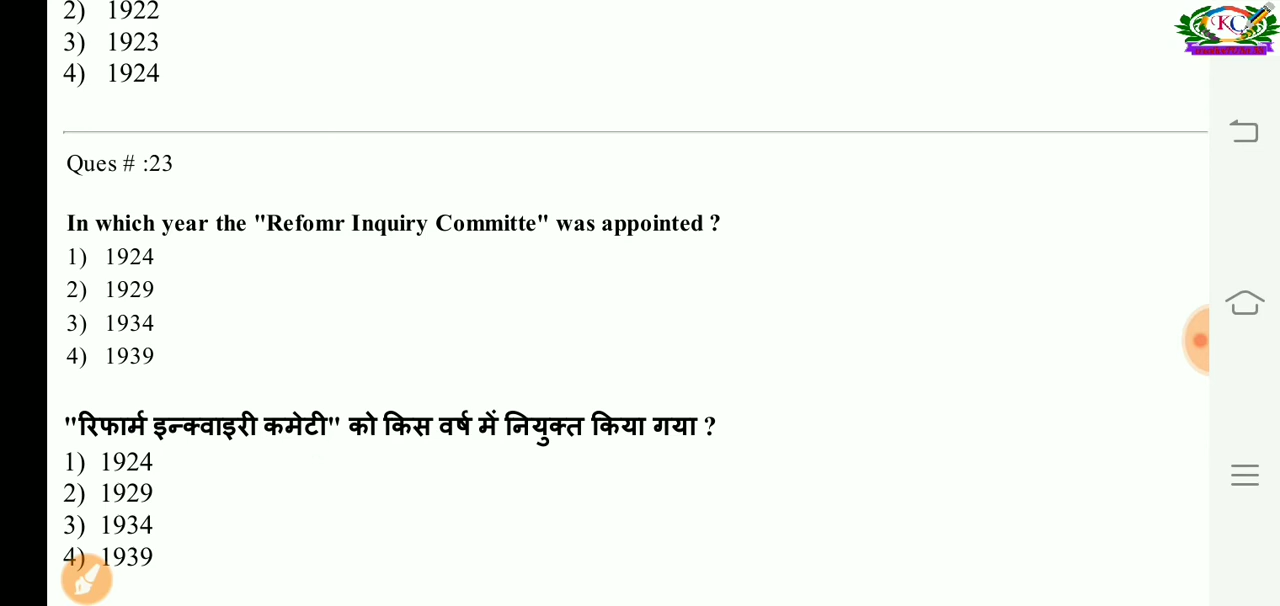 2) 1922
3) 1923
4) 1924
KC
Ques # :23
In which year the "Refomr Inquiry Committe" was appointed ?
1) 1924
2) 1929
3) 1934
4) 1939
"रिफार्म इन्क्वाइरी कमेटी" को किस वर्ष में नियुक्त किया गया ?
1) 1924
2) 1929
3) 1934
4) 1939